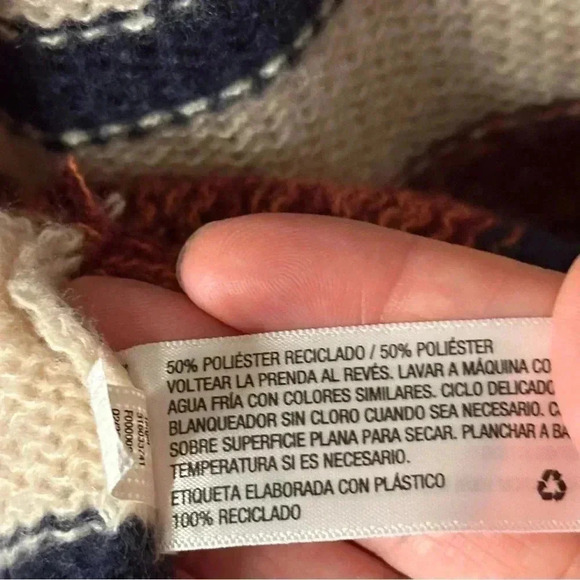 50% POLIÉSTER RECICLADO / 50% POLIÉSTER
VOLTEAR LA PRENDA AL REVÉS. LAVAR A MÁQUINA CO
AGUA FRÍA CON COLORES SIMILARES. CICLO DELICADO
BLANQUEADOR SIN CLORO CUANDO SEA NECESARIO.
SOBRE SUPERFICIE PLANA PARA SECAR. PLANCHAR A BA
TEMPERATURA SI ES NECESARIO.
ETIQUETA ELABORADA CON PLÁSTICO
100% RECICLADO